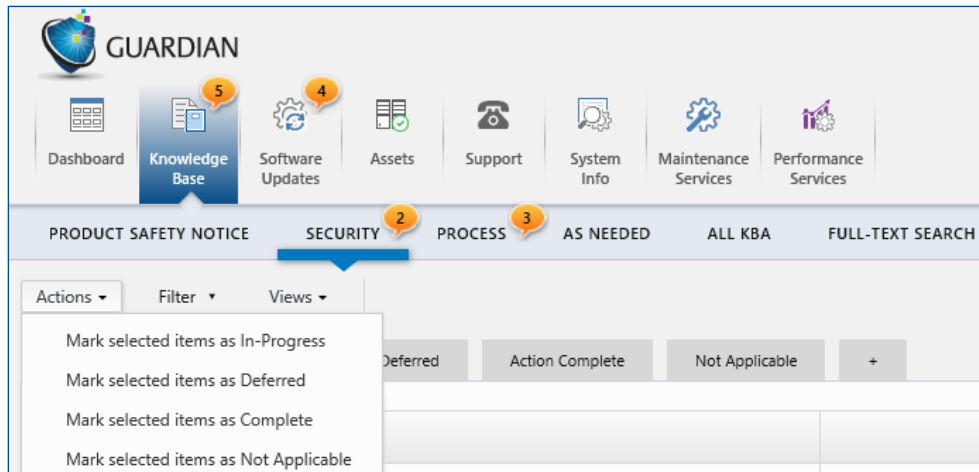 GUARDIAN
5
4
Dashboard
Knowledge
Base
Software
Updates
Assets
Support
System
Info
Maintenance
Services
Performance
Services
PRODUCT SAFETY NOTICE
SECURITY
2
PROCESS
3
AS NEEDED
ALL KBA
FULL-TEXT SEARCH
Actions
Filter
Views
Mark selected items as In-Progress
Deferred
Action Complete
Not Applicable
+
Mark selected items as Deferred
Mark selected items as Complete
Mark selected items as Not Applicable